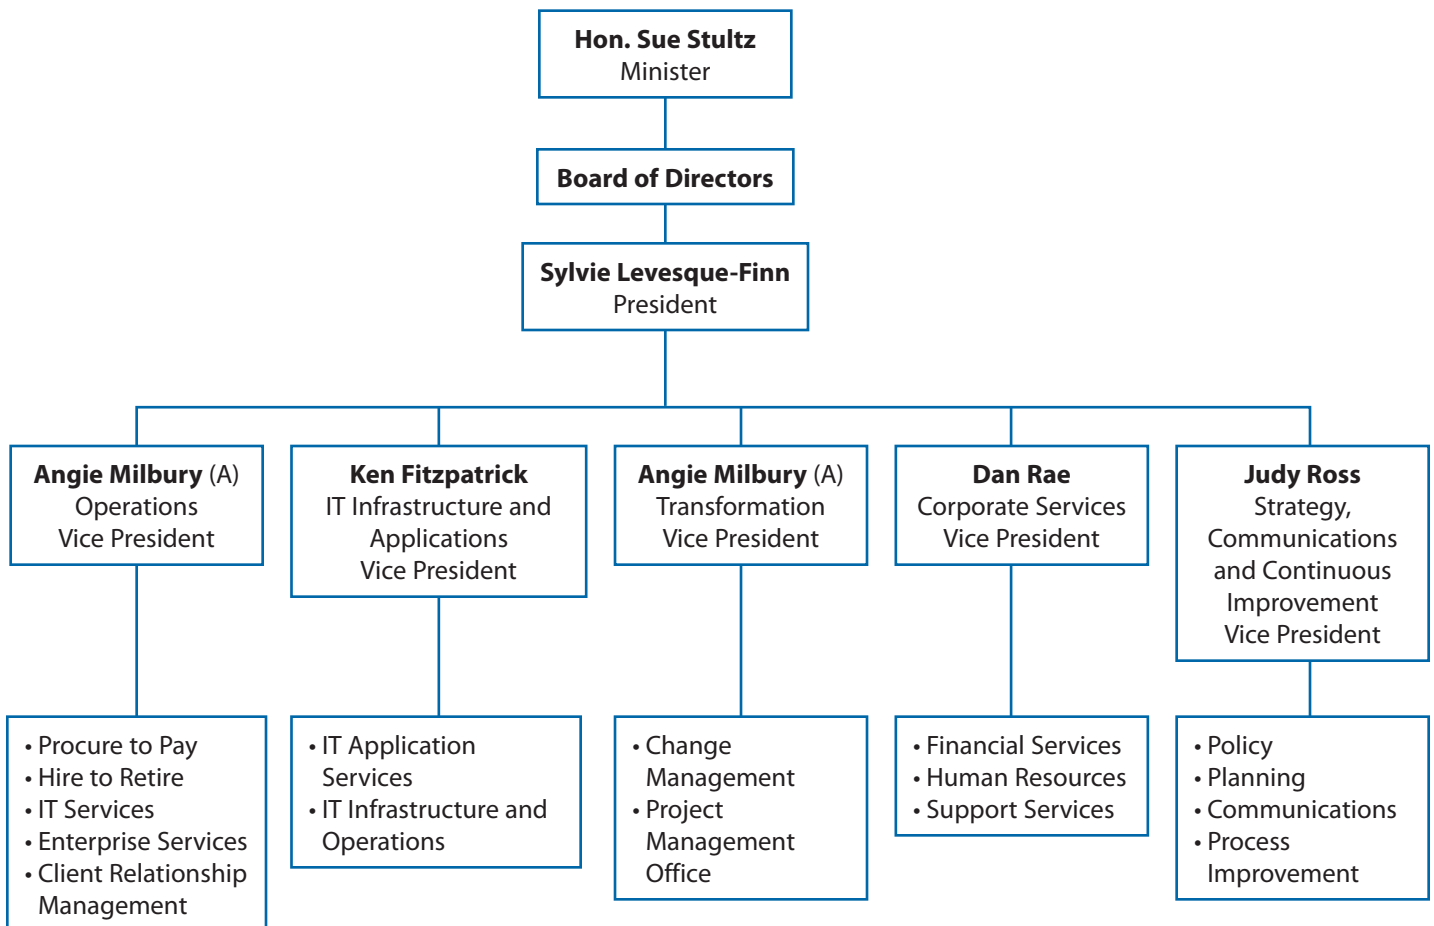 Hon. Sue Stultz
Minister
Board of Directors
Sylvie Levesque-Finn
President
Angie Milbury (A)
Operations
Vice President
Ken Fitzpatrick
IT Infrastructure and
Applications
Vice President
Angie Milbury (A)
Transformation
Vice President
Dan Rae
Corporate Services
Vice President
Judy Ross
Strategy,
Communications
and Continuous
Improvement
Vice President
• Procure to Pay
• Hire to Retire
• IT Services
• Enterprise Services
• Client Relationship
Management
• IT Application
Services
• IT Infrastructure and
Operations
• Change
Management
• Project
Management
Office
• Financial Services
• Human Resources
• Support Services
• Policy
• Planning
• Communications
• Process
Improvement